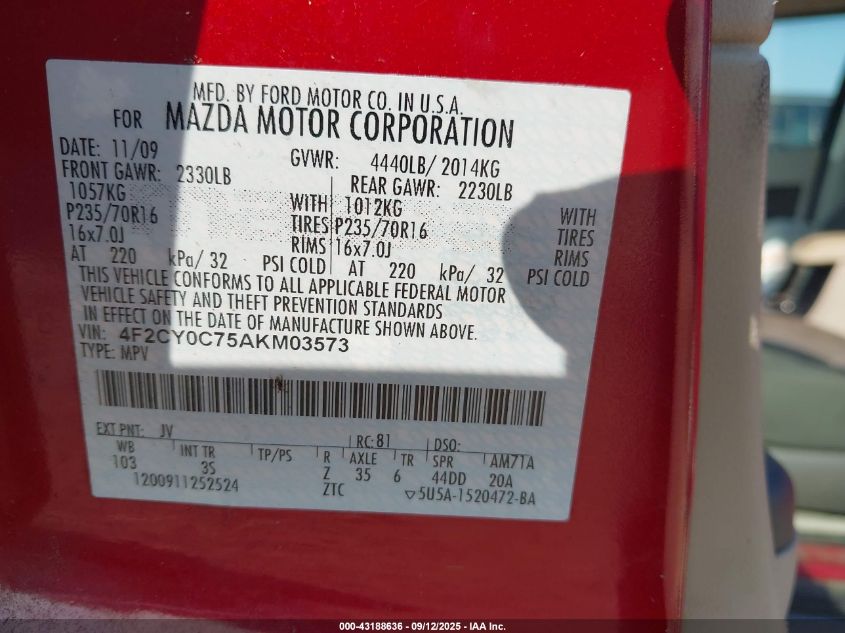 MFD. BY FORD MOTOR CO. IN U.S.A.
FOR MAZDA MOTOR CORPORATION
DATE: 11/09 GVWR: 4440LB/ 2014KG
FRONT GAWR: 2330LB REAR GAWR: 2230LB
1057KG WITH 1012KG WITH
P235/70R16 TIRES P235/70R16 TIRES
16x7.0J RIMS 16x7.0J RIMS
AT 220 kPa/ 32 PSI COLD AT 220 kPa/ 32 PSI COLD
THIS VEHICLE CONFORMS TO ALL APPLICABLE FEDERAL MOTOR
VEHICLE SAFETY AND THEFT PREVENTION STANDARDS
IN EFFECT ON THE DATE OF MANUFACTURE SHOWN ABOVE.
VIN: 4F2CY0C75AKM03573
TYPE: MPV
EXT PNT: JV RC: 81 DSO:
WB INT TR TP/PS R AXLE TR SPR AM71A
103 3S Z 35 6 44DD 20A
1200911252524 ZTC ▽5U5A-1520472-BA
000-43188636 - 09/12/2025 - IAA Inc.